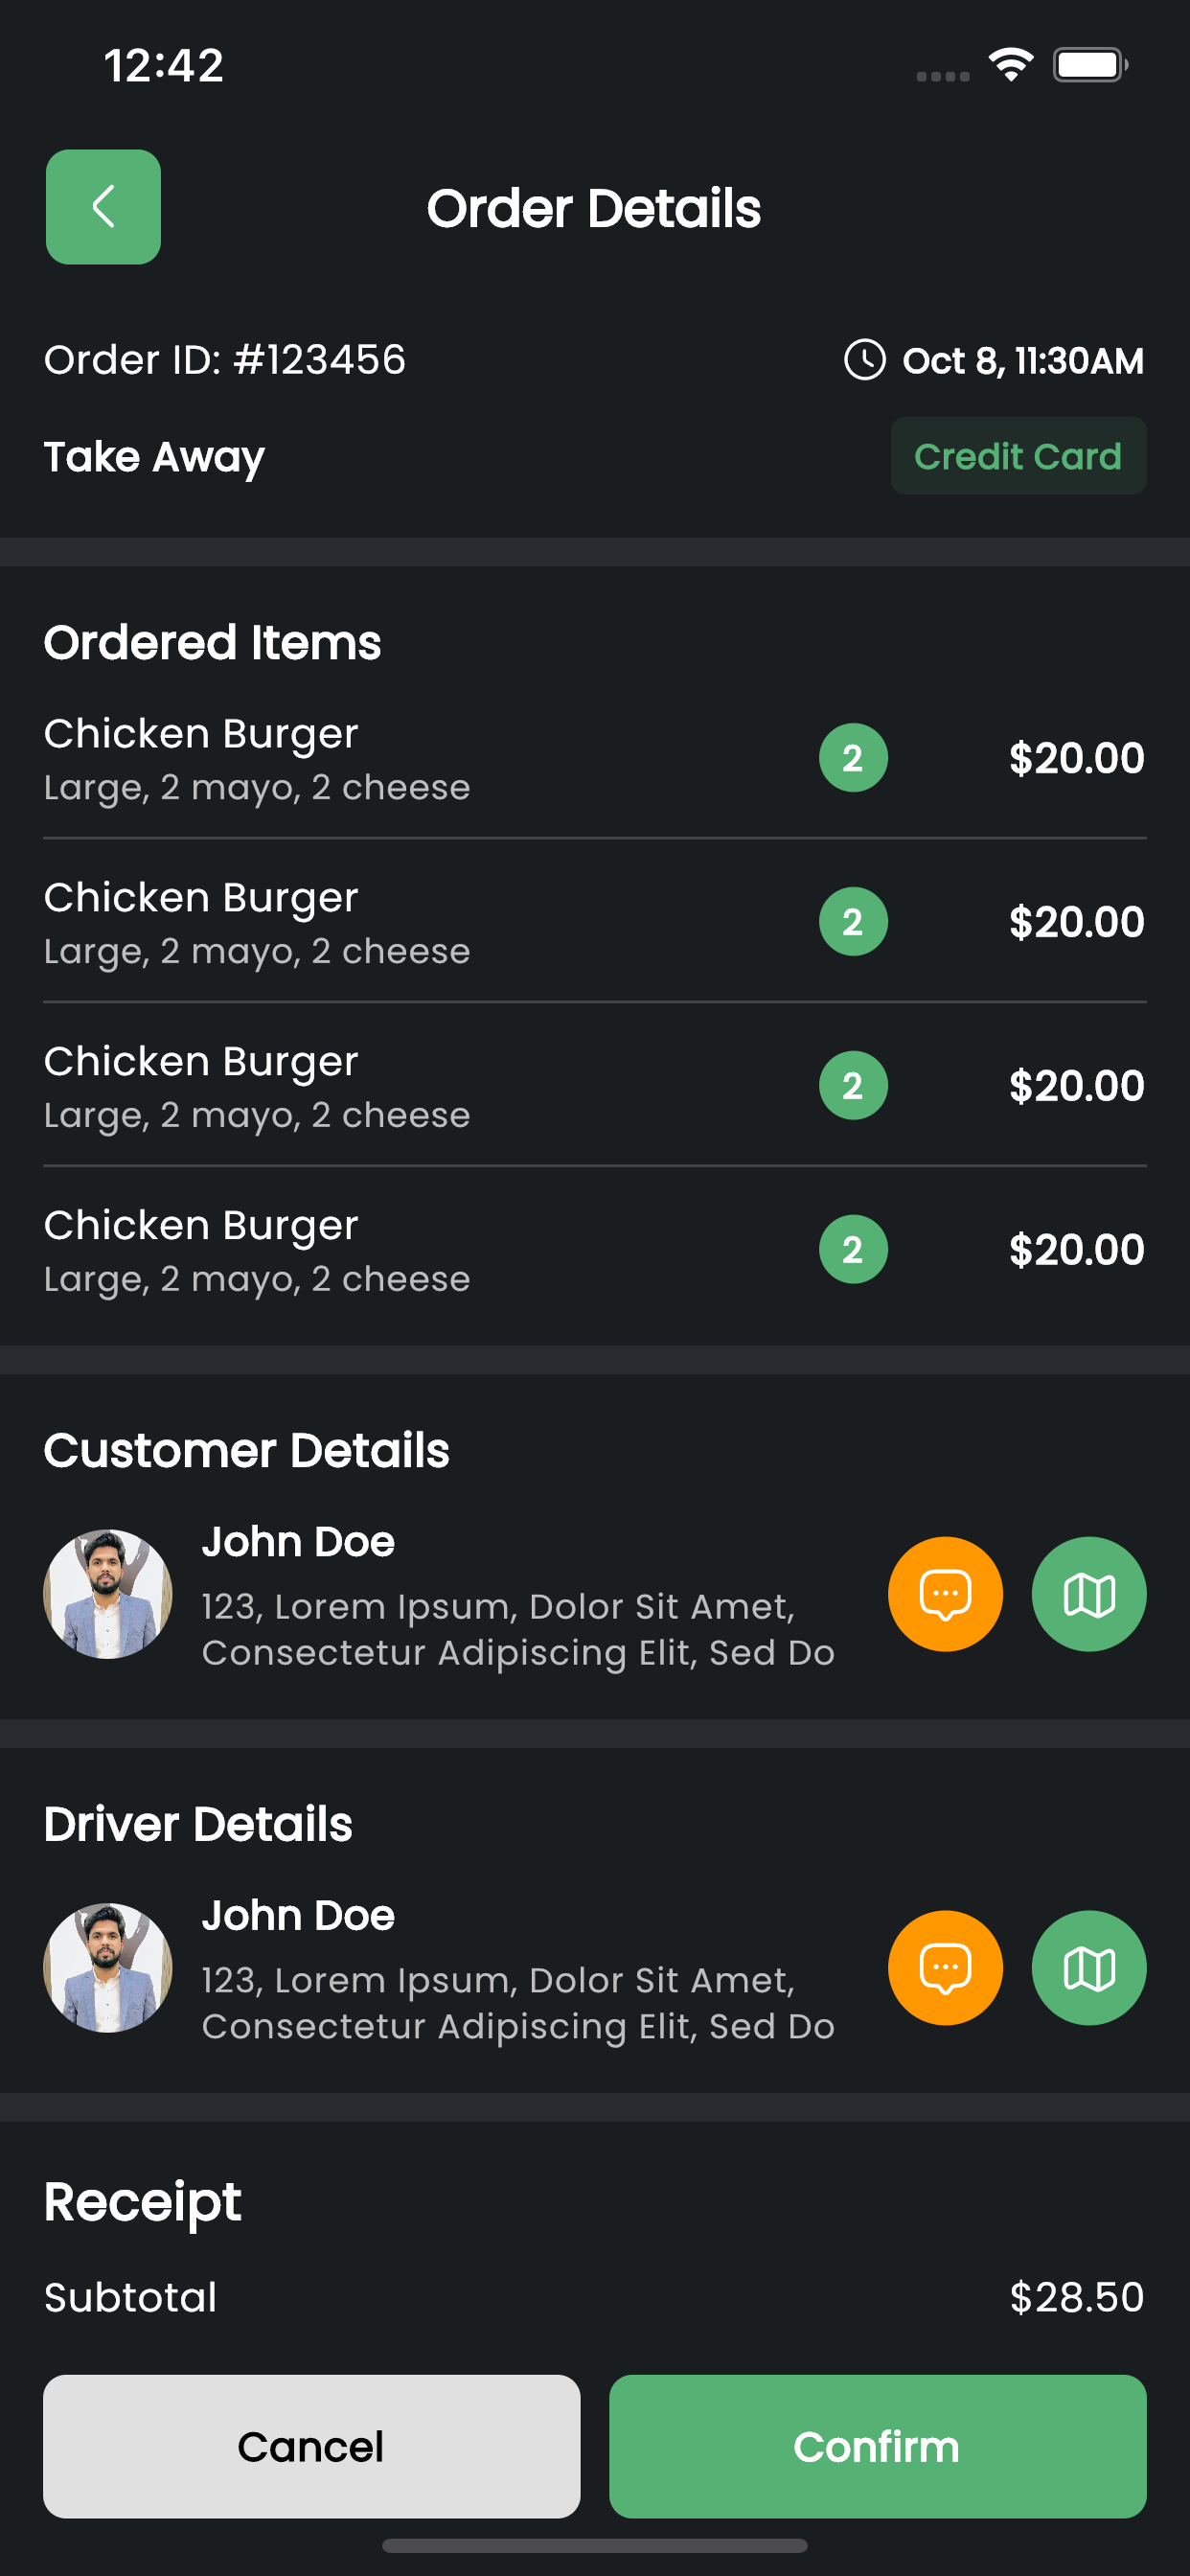 12:42
Order Details
Order ID: #123456
Oct 8, 11:30AM
Take Away
Credit Card
Ordered Items
Chicken Burger
Large, 2 mayo, 2 cheese
2
$20.00
Chicken Burger
Large, 2 mayo, 2 cheese
2
$20.00
Chicken Burger
Large, 2 mayo, 2 cheese
2
$20.00
Chicken Burger
Large, 2 mayo, 2 cheese
2
$20.00
Customer Details
John Doe
123, Lorem Ipsum, Dolor Sit Amet,
Consectetur Adipiscing Elit, Sed Do
Driver Details
John Doe
123, Lorem Ipsum, Dolor Sit Amet,
Consectetur Adipiscing Elit, Sed Do
Receipt
Subtotal
$28.50
Cancel
Confirm